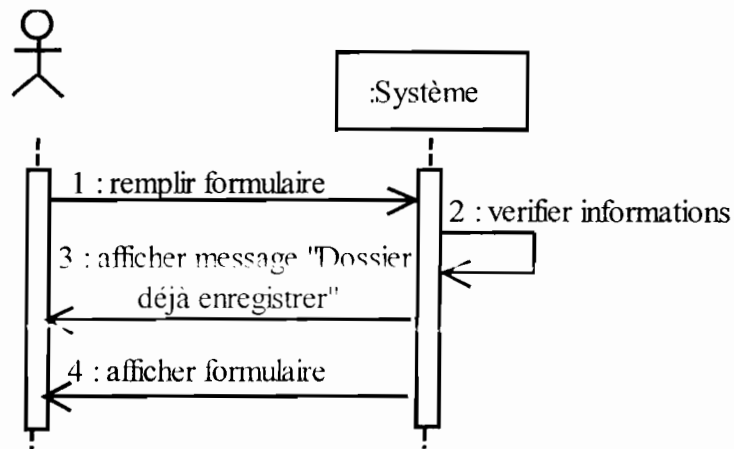 :Système
1 : remplir formulaire
2 : verifier informations
3 : afficher message "Dossier
déjà enregistrer"
4 : afficher formulaire